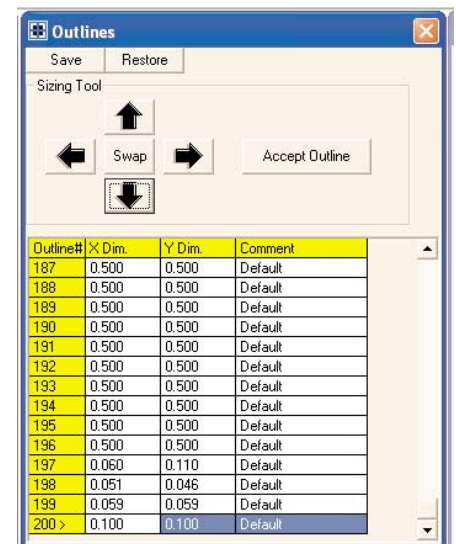 Outlines
Save Restore
Sizing Tool
Swap Accept Outline
Outline# X Dim. Y Dim. Comment
187 0.500 0.500 Default
188 0.500 0.500 Default
189 0.500 0.500 Default
190 0.500 0.500 Default
191 0.500 0.500 Default
192 0.500 0.500 Default
193 0.500 0.500 Default
194 0.500 0.500 Default
195 0.500 0.500 Default
196 0.500 0.500 Default
197 0.060 0.110 Default
198 0.051 0.046 Default
199 0.059 0.059 Default
200 > 0.100 0.100 Default